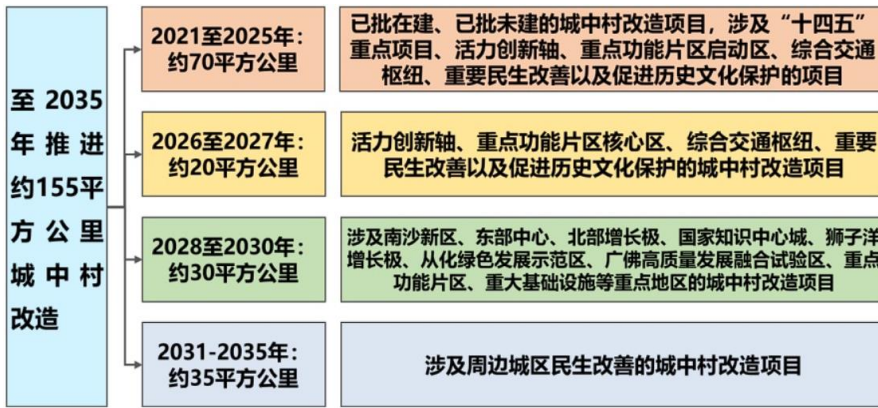 至 2035
年推进
约155平
方公里
城中村
改造
2021至2025年：
约70平方公里
已批在建、已批未建的城中村改造项目，涉及“十四五”
重点项目、活力创新轴、重点功能片区启动区、综合交通
枢纽、重要民生改善以及促进历史文化保护的项目
2026至2027年：
约20平方公里
活力创新轴、重点功能片区核心区、综合交通枢纽、重要
民生改善以及促进历史文化保护的城中村改造项目
2028至2030年：
约30平方公里
涉及南沙新区、东部中心、北部增长极、国家知识中心城、狮子洋
增长极、从化绿色发展示范区、广佛高质量发展融合试验区、重点
功能片区、重大基础设施等重点地区的城中村改造项目
2031-2035年：
约35平方公里
涉及周边城区民生改善的城中村改造项目